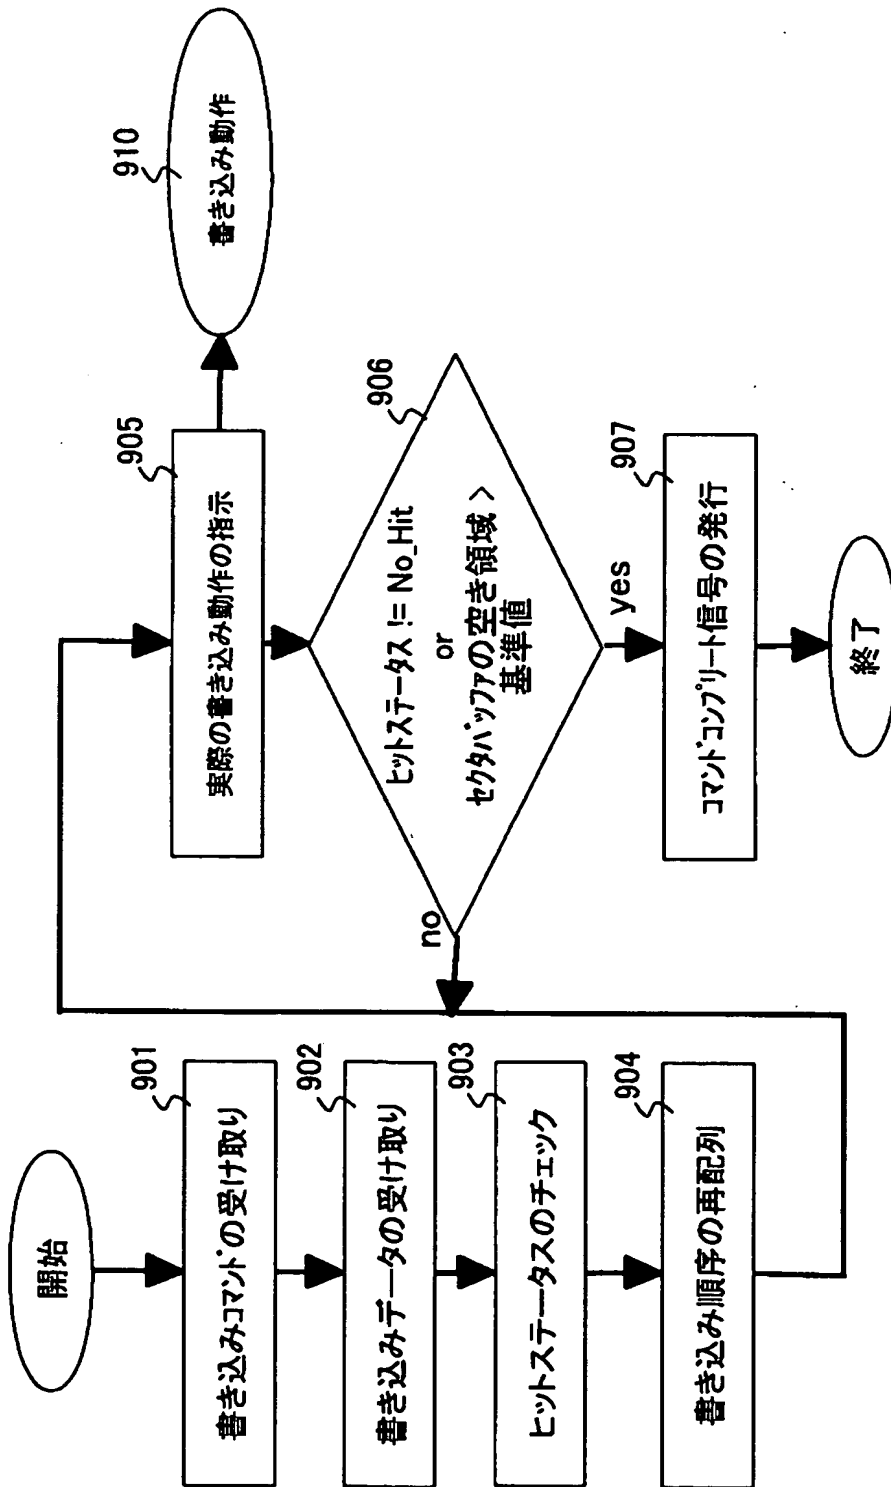 開始
901
書き込みコマンドの受け取り
902
書き込みデータの受け取り
903
ヒットステータスのチェック
904
書き込み順序の再配列
905
実際の書き込み動作の指示
910
書き込み動作
906
ヒットステータス != No_Hit
or
セクタバッファの空き領域 >
基準値
no
yes
907
コマンドコンプリート信号の発行
終了